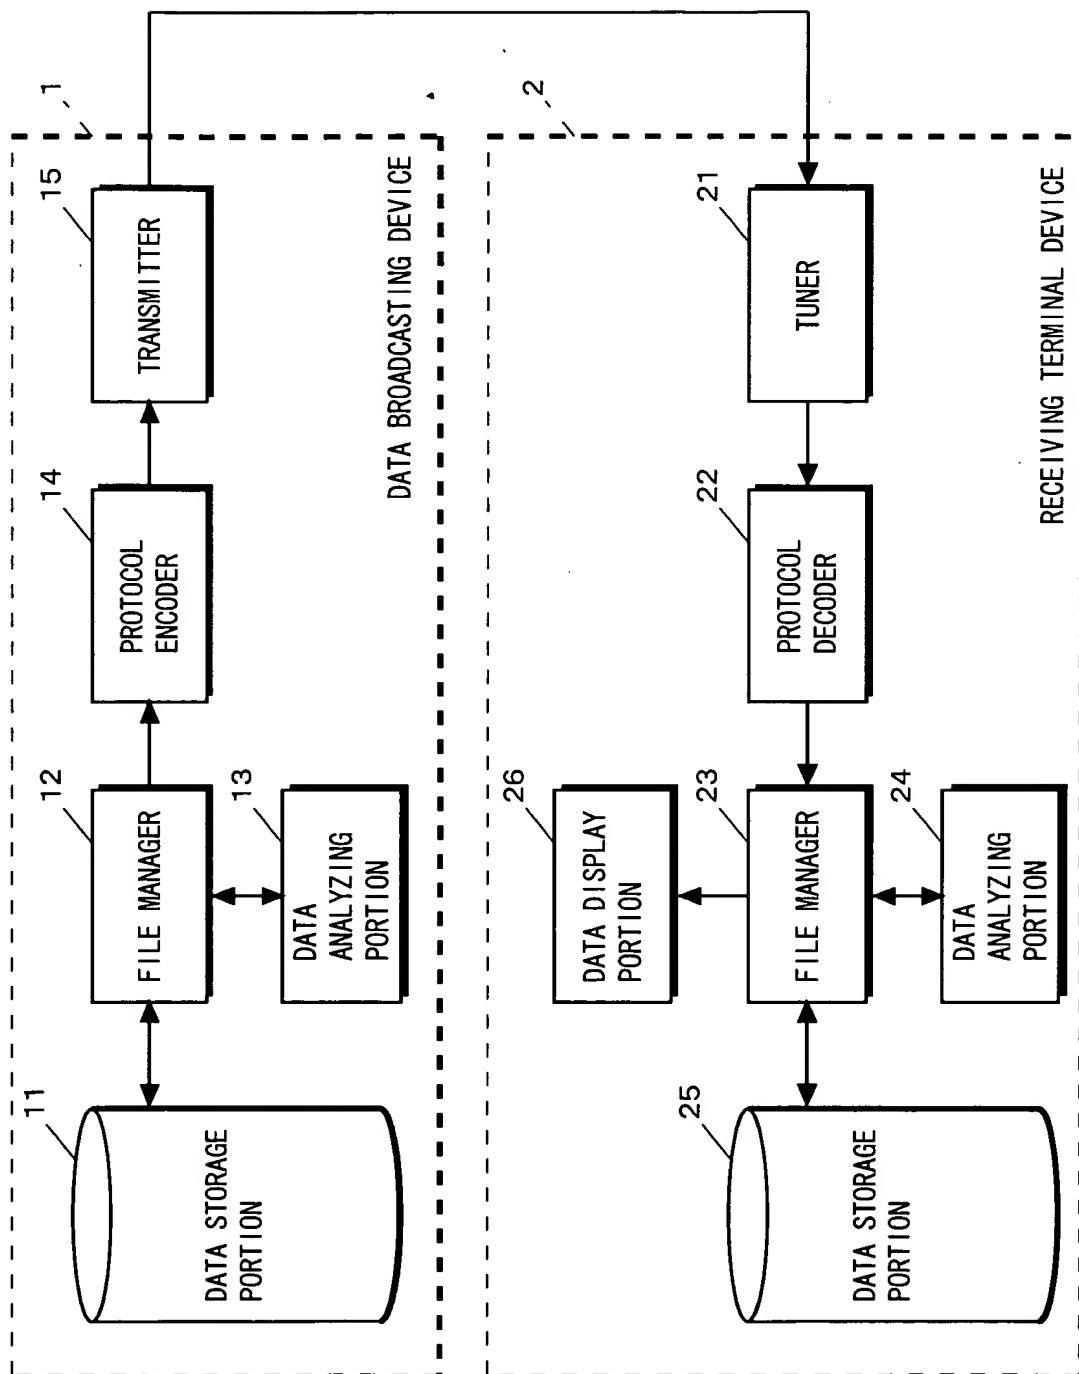 1
11
DATA STORAGE
PORTION
12
FILE MANAGER
13
DATA
ANALYZING
PORTION
14
PROTOCOL
ENCODER
15
TRANSMITTER
DATA BROADCASTING DEVICE
2
26
DATA DISPLAY
PORTION
25
DATA STORAGE
PORTION
23
FILE MANAGER
24
DATA
ANALYZING
PORTION
22
PROTOCOL
DECODER
21
TUNER
RECEIVING TERMINAL DEVICE